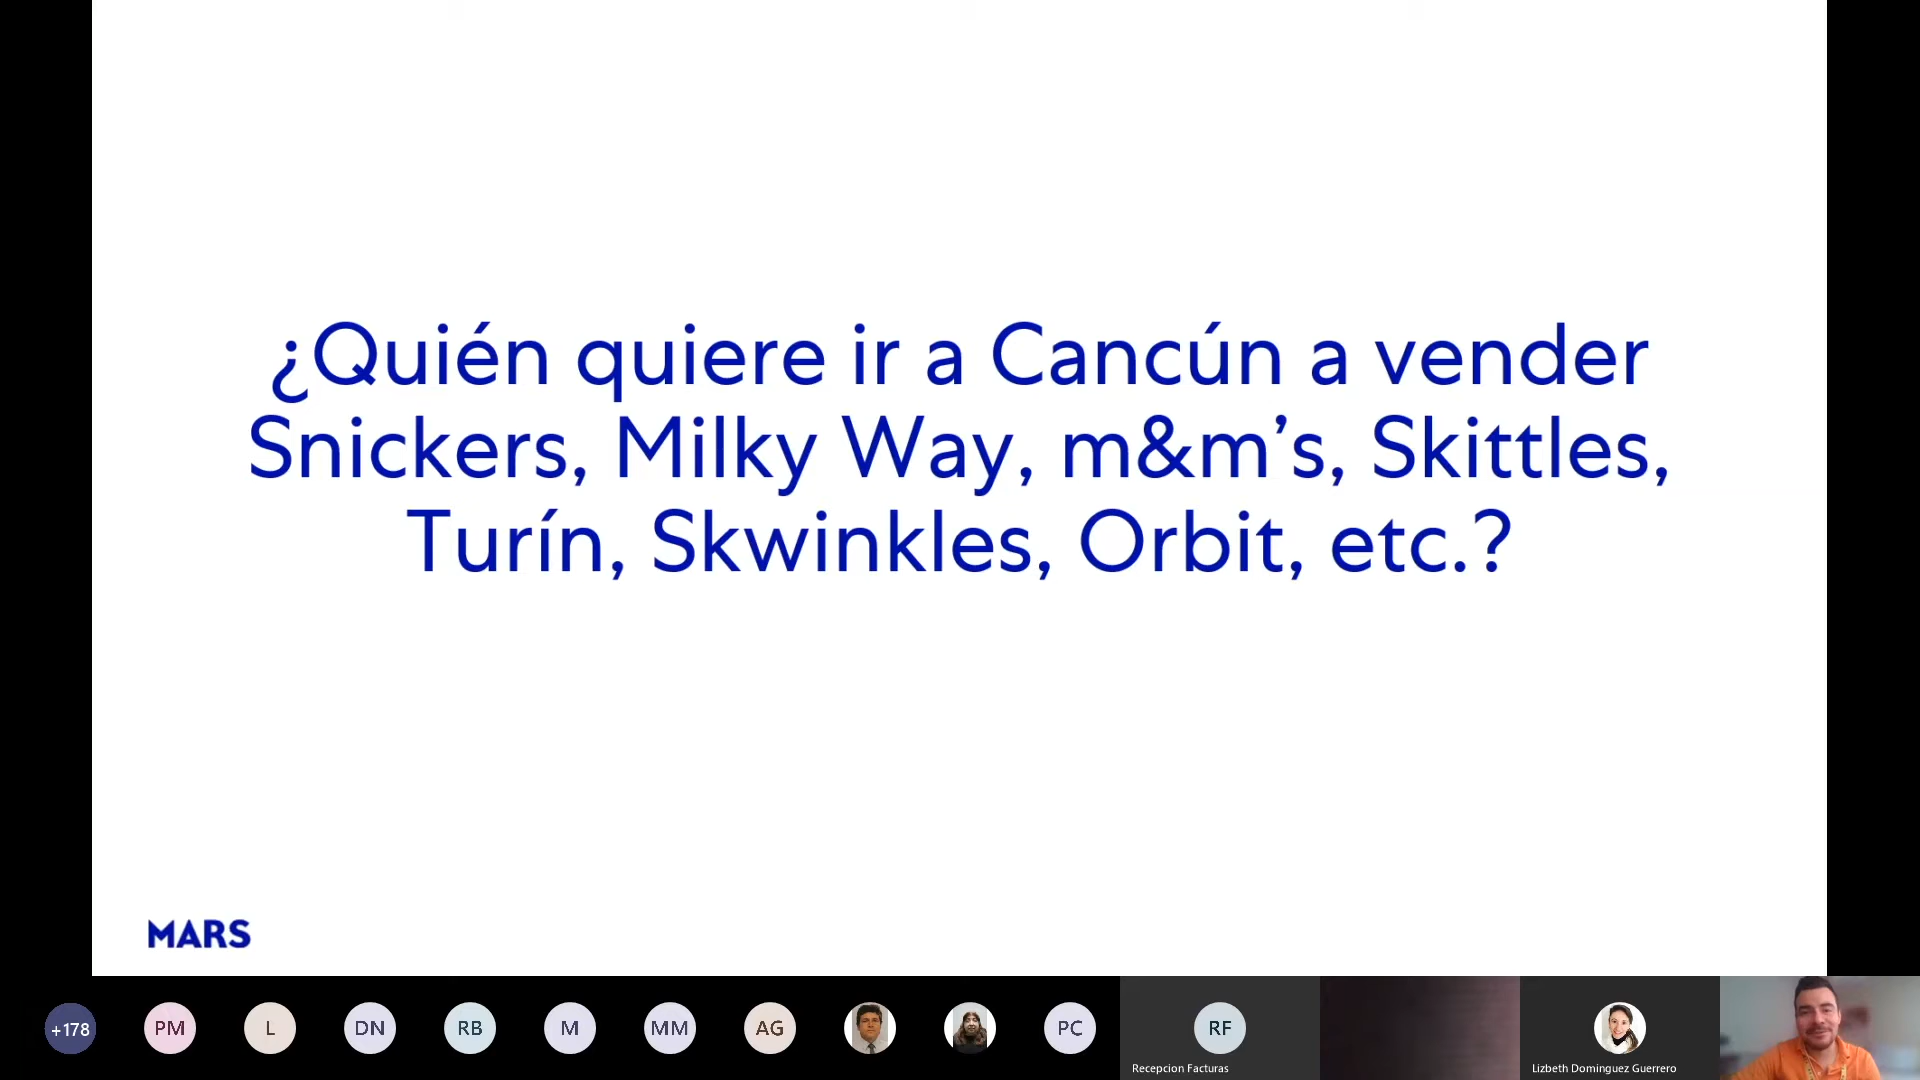 ¿Quién quiere ir a Cancún a vender
Snickers, Milky Way, m&m’s, Skittles,
Turín, Skwinkles, Orbit, etc.?
MARS
+178
PM
L
DN
RB
M
MM
AG
PC
RF
Recepcion Facturas
Lizbeth Dominguez Guerrero